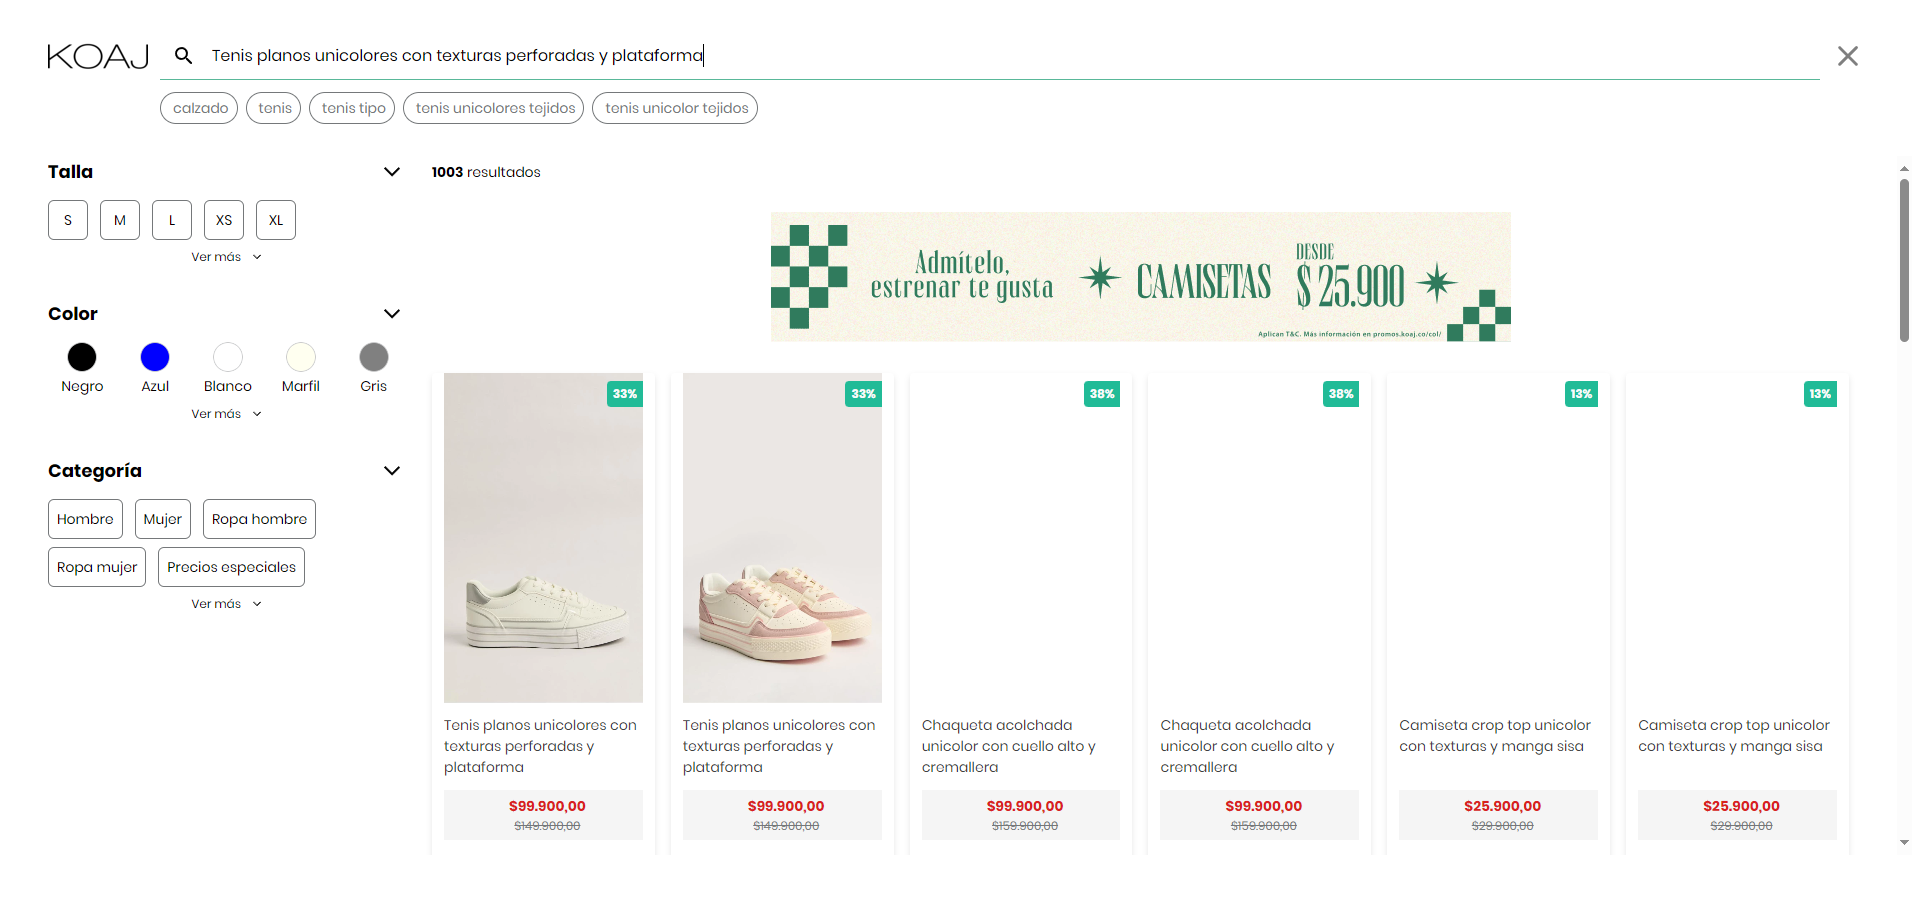 KOAJ
Tenis planos unicolores con texturas perforadas y plataforma
calzado
tenis
tenis tipo
tenis unicolores tejidos
tenis unicolor tejidos
Talla
S
M
L
XS
XL
Ver más
Color
Negro
Azul
Blanco
Marfil
Gris
Ver más
Categoría
Hombre
Mujer
Ropa hombre
Ropa mujer
Precios especiales
Ver más
1003 resultados
Admítelo,
estrenar te gusta
CAMISETAS
DESDE
$ 25.900
Aplican T&C. Más información en promos.koaj.co/col/
33%
Tenis planos unicolores con
texturas perforadas y
plataforma
$99.900,00
$149.900,00
33%
Tenis planos unicolores con
texturas perforadas y
plataforma
$99.900,00
$149.900,00
38%
Chaqueta acolchada
unicolor con cuello alto y
cremallera
$99.900,00
$159.900,00
38%
Chaqueta acolchada
unicolor con cuello alto y
cremallera
$99.900,00
$159.900,00
13%
Camiseta crop top unicolor
con texturas y manga sisa
$25.900,00
$29.900,00
13%
Camiseta crop top unicolor
con texturas y manga sisa
$25.900,00
$29.900,00